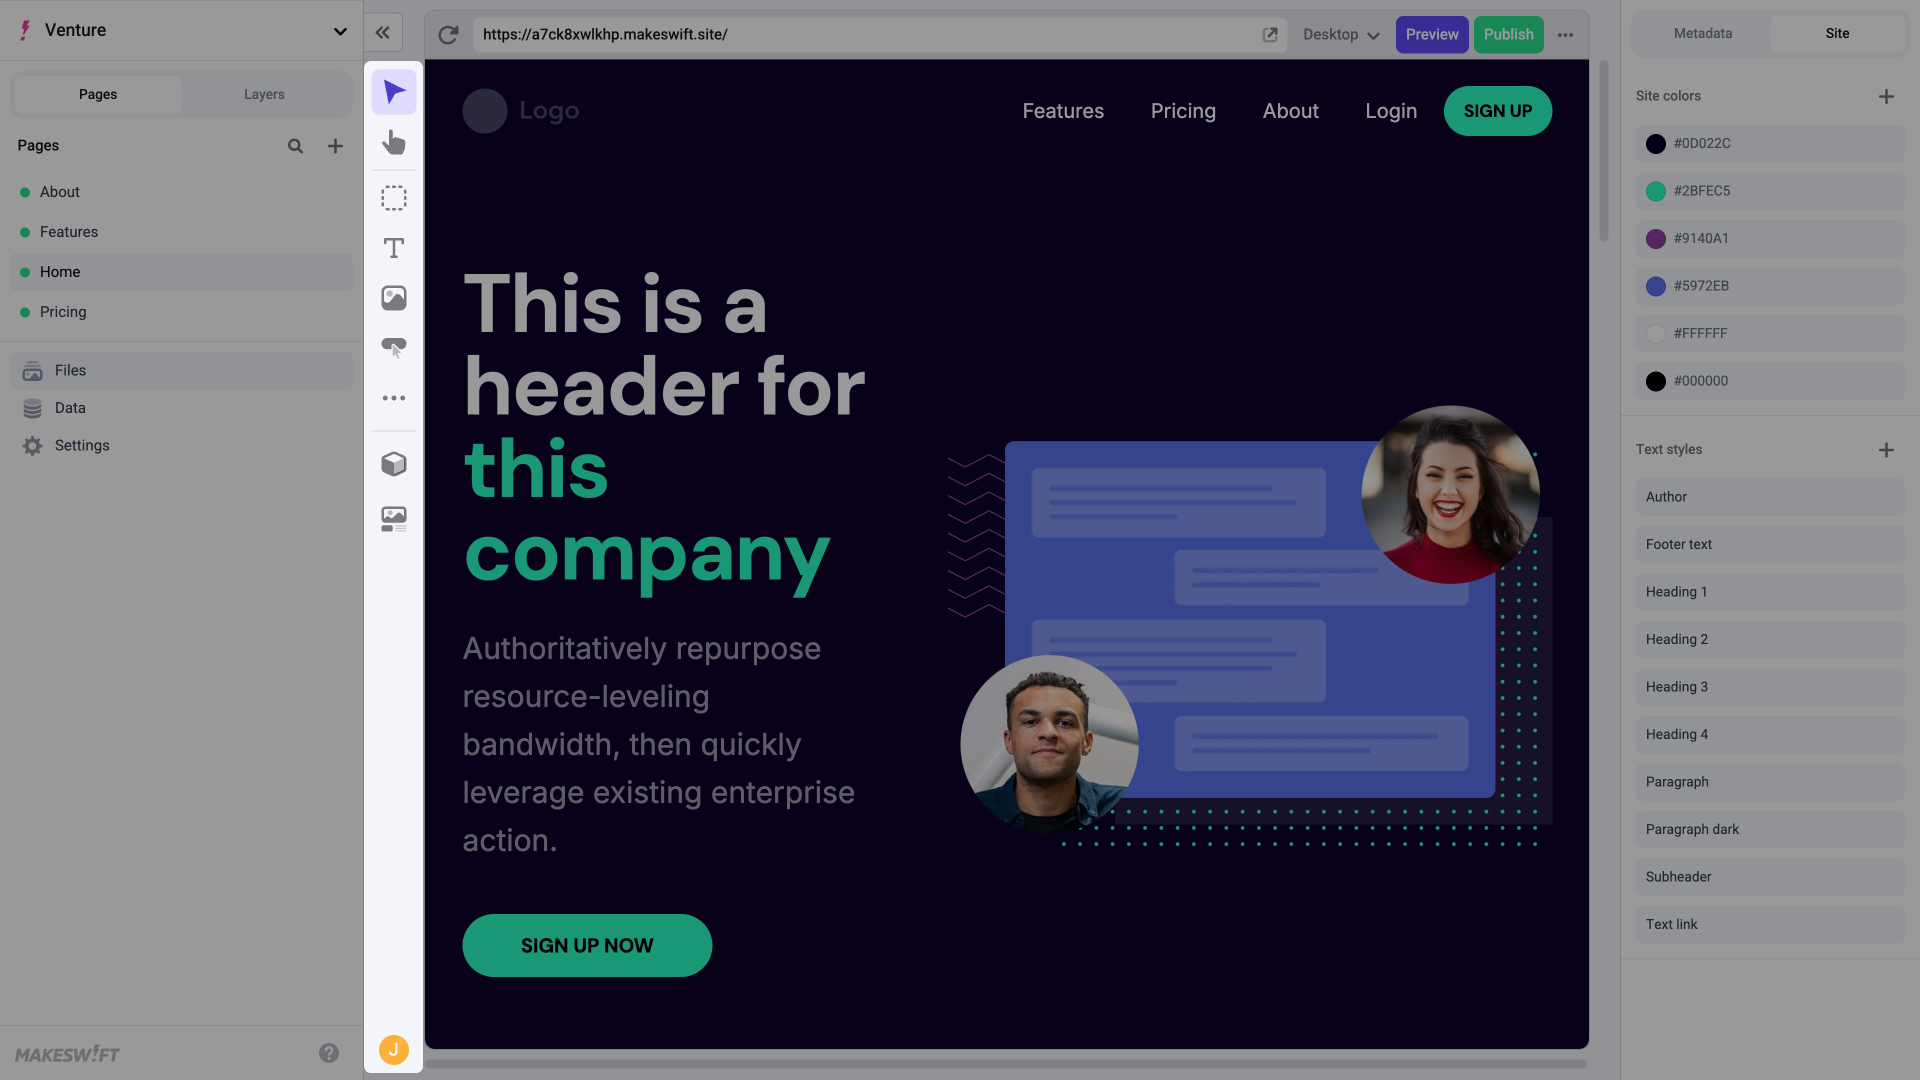 Venture
https://a7ck8xwlkhp.makeswift.site/
Desktop
Preview
Publish
Metadata
Site
Pages
Layers
Pages
About
Features
Home
Pricing
Files
Data
Settings
MAKESWIFT
?
J
Logo
Features
Pricing
About
Login
SIGN UP
This is a
header for
this
company
Authoritatively repurpose
resource-leveling
bandwidth, then quickly
leverage existing enterprise
action.
SIGN UP NOW
Site colors
#0D022C
#2BFEC5
#9140A1
#5972EB
#FFFFFF
#000000
Text styles
Author
Footer text
Heading 1
Heading 2
Heading 3
Heading 4
Paragraph
Paragraph dark
Subheader
Text link